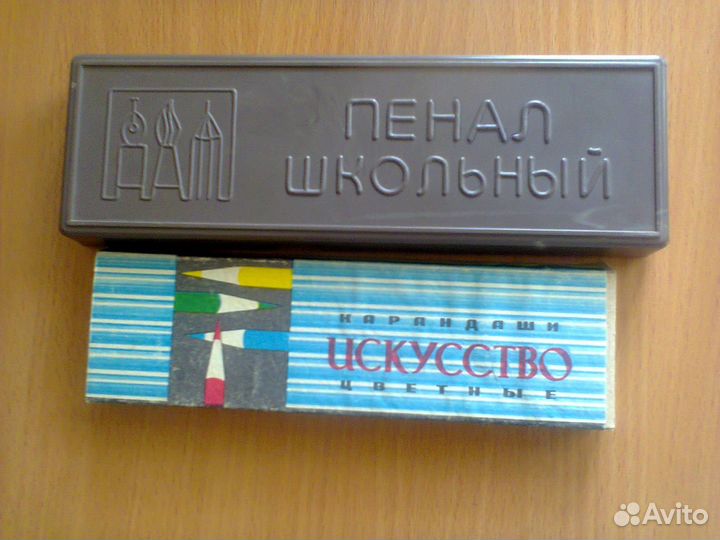 ПЕНАЛ
ШКОЛЬНЫЙ
КАРАНДАШИ
ИСКУССТВО
ЦВЕТНЫЕ
Avito